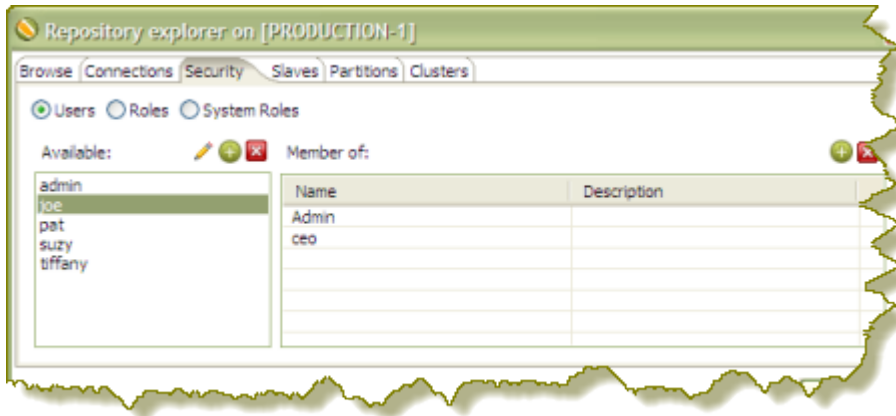 Repository explorer on [PRODUCTION-1]
Browse Connections Security Slaves Partitions Clusters
Users Roles System Roles
Available: Member of:
Name Description
admin
joe
pat
suzy
tiffany
Admin
ceo